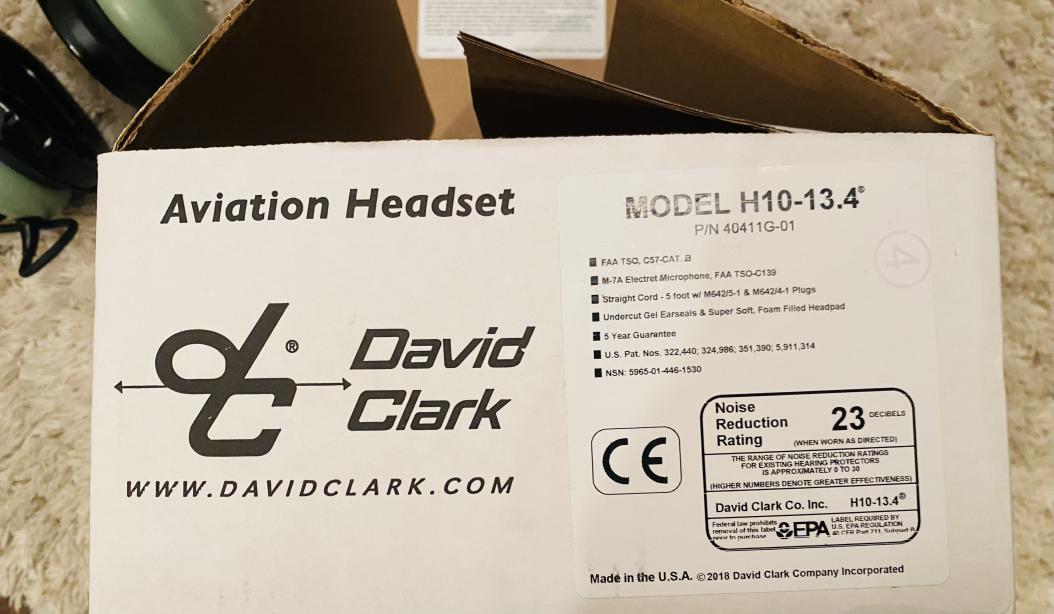 Aviation Headset
®
David
Clark
WWW.DAVIDCLARK.COM
MODEL H10-13.4®
P/N 40411G-01
4
FAA TSO, C57-CAT. B
M-7A Electret Microphone, FAA TSO-C139
Straight Cord - 5 foot w/ M642/5-1 & M642/4-1 Plugs
Undercut Gel Earseals & Super Soft, Foam Filled Headpad
5 Year Guarantee
U.S. Pat. Nos. 322,440; 324,986; 351,390; 5,911,314
NSN: 5965-01-446-1530
CE
Noise
Reduction
Rating
23 DECIBELS
(WHEN WORN AS DIRECTED)
THE RANGE OF NOISE REDUCTION RATINGS
FOR EXISTING HEARING PROTECTORS
IS APPROXIMATELY 0 TO 30
(HIGHER NUMBERS DENOTE GREATER EFFECTIVENESS)
David Clark Co. Inc. H10-13.4®
Federal law prohibits
removal of this label
prior to purchase
EPA
LABEL REQUIRED BY
U.S. EPA REGULATION
40 CFR Part 211, Subpart B
Made in the U.S.A. © 2018 David Clark Company Incorporated